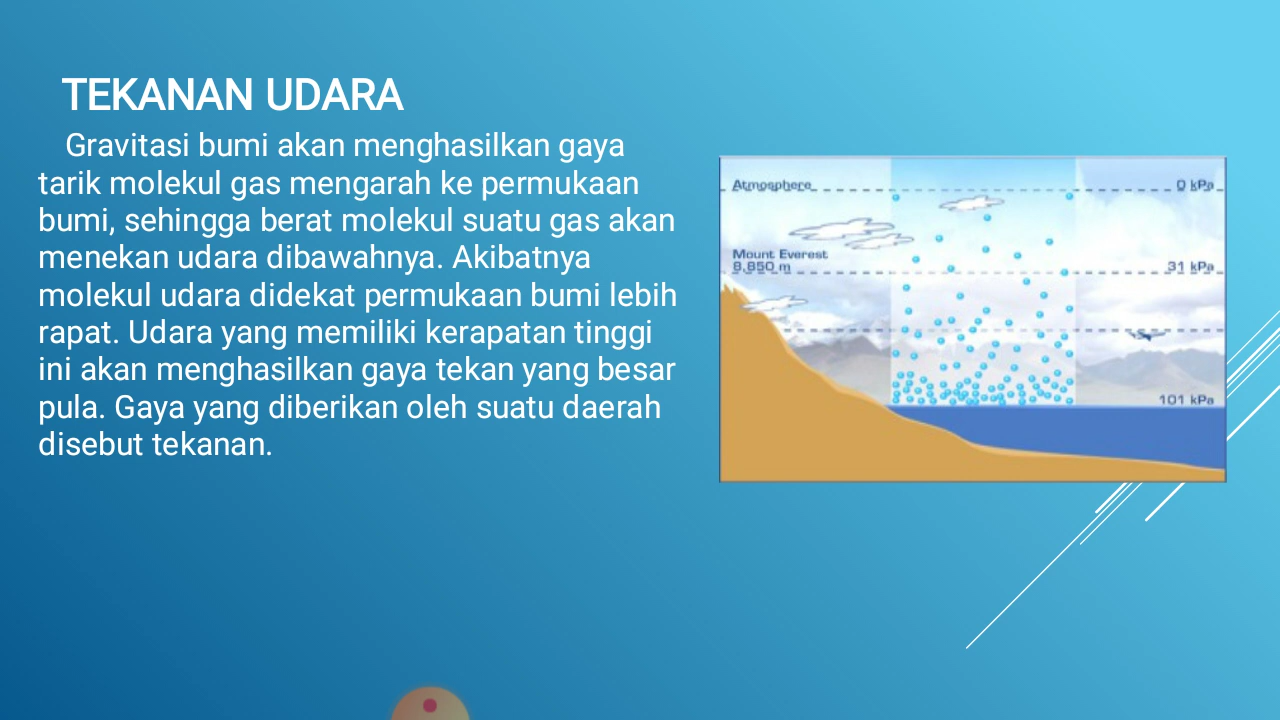 TEKANAN UDARA
Gravitasi bumi akan menghasilkan gaya
tarik molekul gas mengarah ke permukaan
bumi, sehingga berat molekul suatu gas akan
menekan udara dibawahnya. Akibatnya
molekul udara didekat permukaan bumi lebih
rapat. Udara yang memiliki kerapatan tinggi
ini akan menghasilkan gaya tekan yang besar
pula. Gaya yang diberikan oleh suatu daerah
disebut tekanan.
Atmosphere 0 kPa
Mount Everest
8,850 m 31 kPa
101 kPa